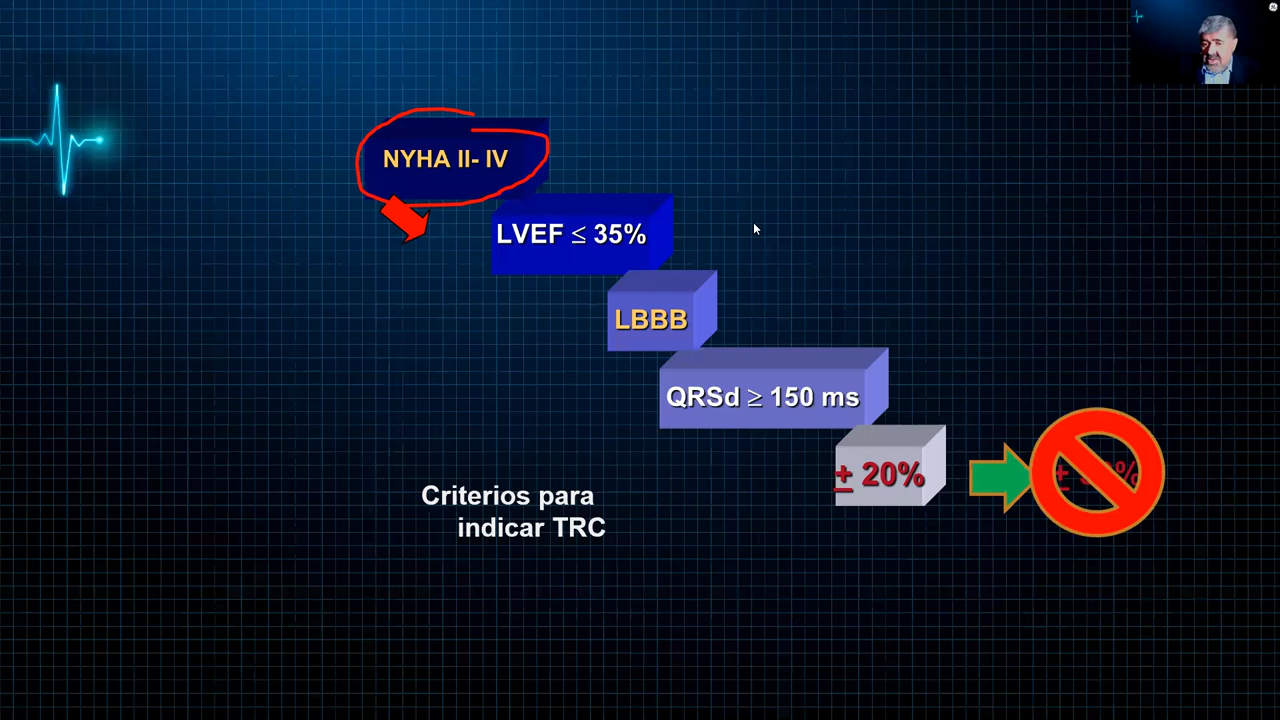 NYHA II- IV
LVEF ≤ 35%
LBBB
QRSd ≥ 150 ms
± 20%
Criterios para
indicar TRC